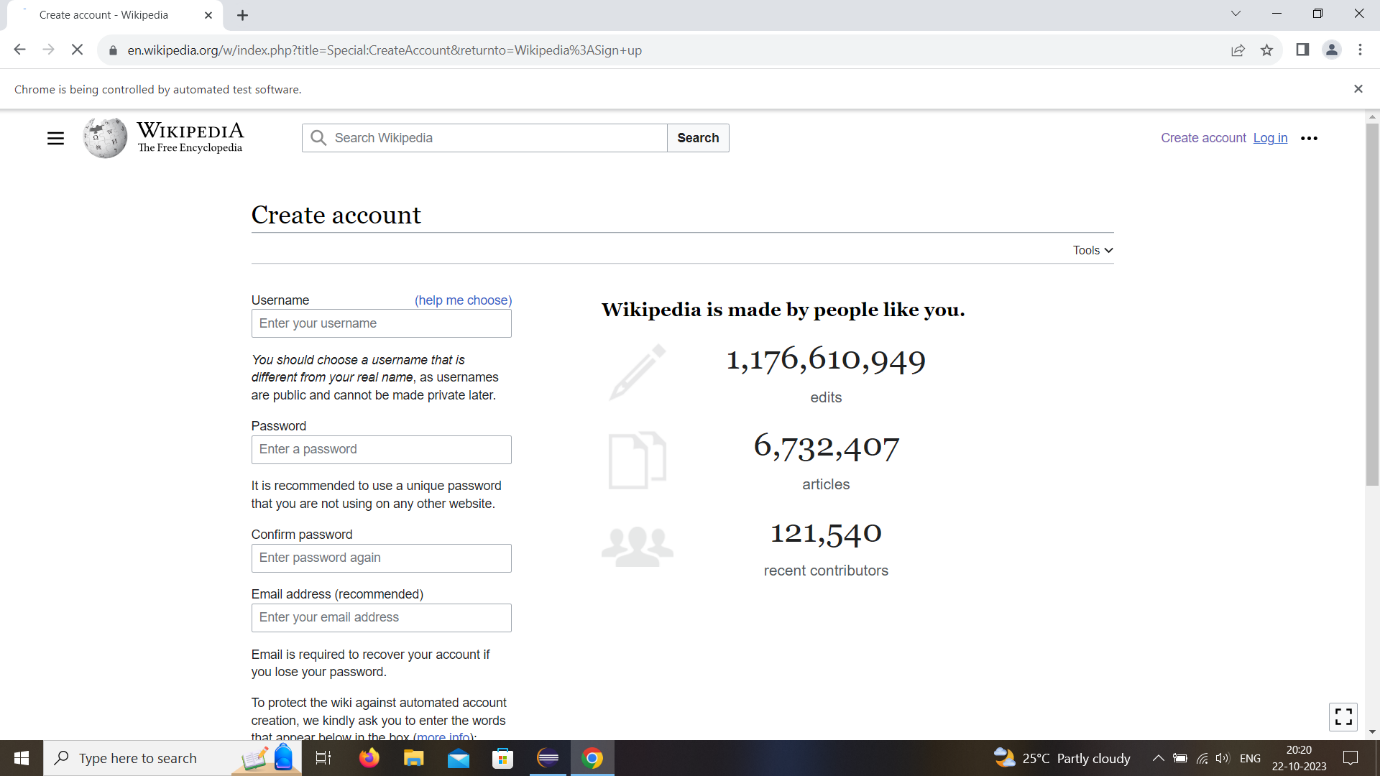 Create account - Wikipedia
en.wikipedia.org/w/index.php?title=Special:CreateAccount&returnto=Wikipedia%3ASign+up
Chrome is being controlled by automated test software.
WIKIPEDIA
The Free Encyclopedia
Search Wikipedia
Search
Create account
Log in
Create account
Tools
Username
(help me choose)
Enter your username
You should choose a username that is
different from your real name, as usernames
are public and cannot be made private later.
Password
Enter a password
It is recommended to use a unique password
that you are not using on any other website.
Confirm password
Enter password again
Email address (recommended)
Enter your email address
Email is required to recover your account if
you lose your password.
To protect the wiki against automated account
creation, we kindly ask you to enter the words
that appear below in the box (more info):
Wikipedia is made by people like you.
1,176,610,949
edits
6,732,407
articles
121,540
recent contributors
Type here to search
25°C Partly cloudy
ENG
20:20
22-10-2023